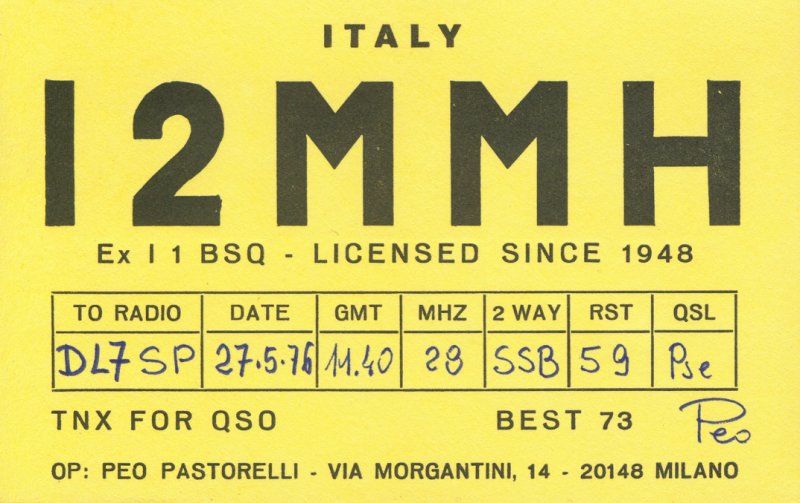 ITALY
I2MMH
Ex I 1 BSQ - LICENSED SINCE 1948
TO RADIO DATE GMT MHZ 2 WAY RST QSL
DL7SP 27.5.76 11.40 28 SSB 59 Pse
TNX FOR QSO BEST 73 Peo
OP: PEO PASTORELLI - VIA MORGANTINI, 14 - 20148 MILANO